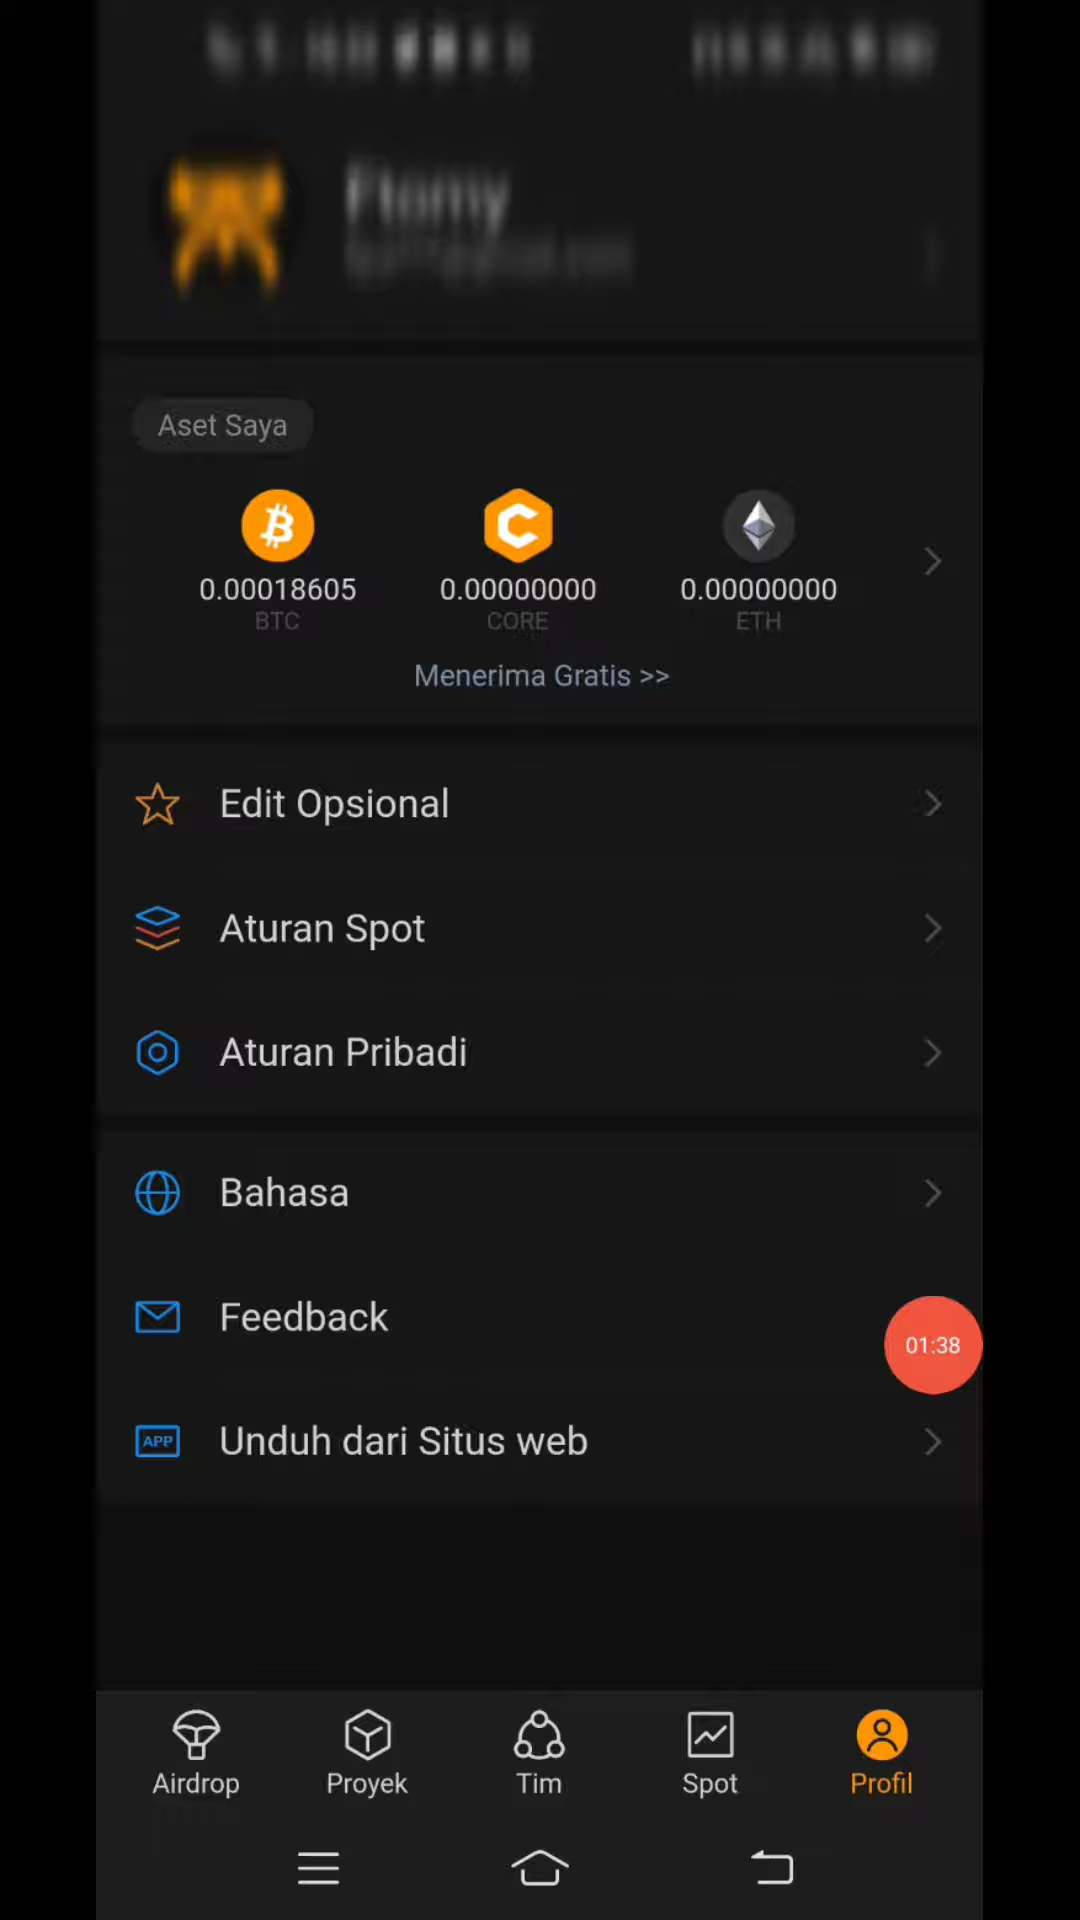 Aset Saya
0.00018605
BTC
0.00000000
CORE
0.00000000
ETH
Menerima Gratis >>
Edit Opsional
Aturan Spot
Aturan Pribadi
Bahasa
Feedback
01:38
APP
Unduh dari Situs web
Airdrop
Proyek
Tim
Spot
Profil